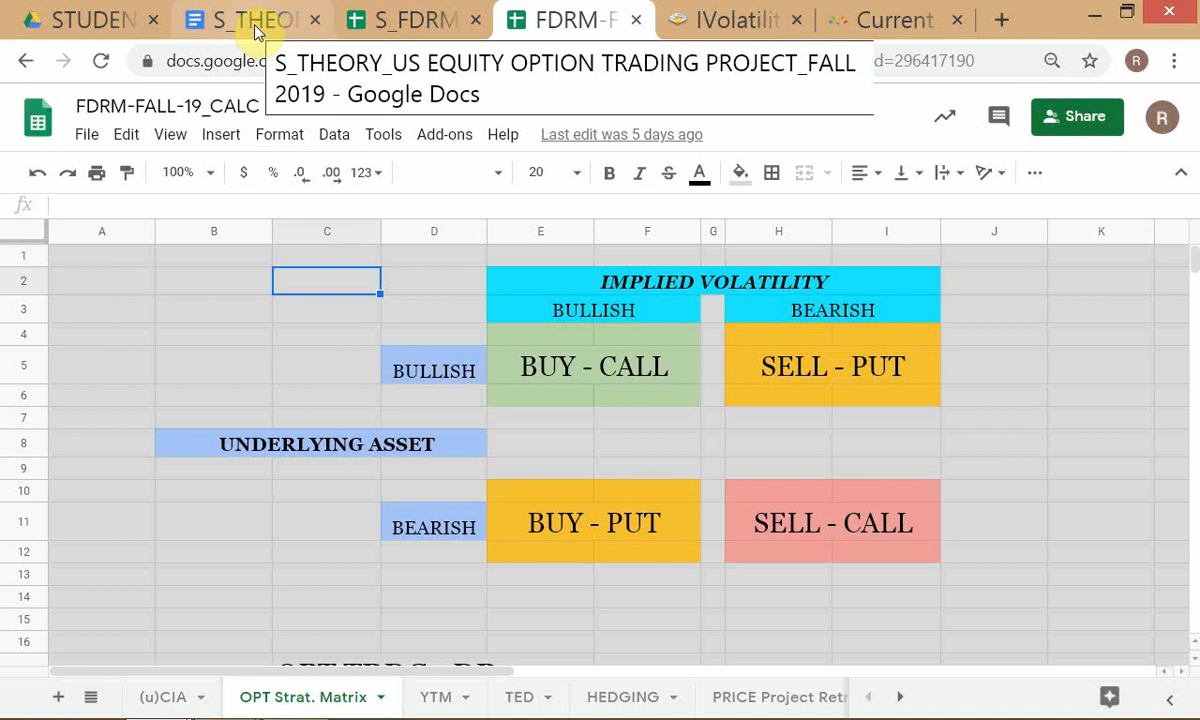 STUDEN
S_THEO
S_FDRM
FDRM-F
IVolatilit
Current
docs.google.c
d=296417190
R
S_THEORY_US EQUITY OPTION TRADING PROJECT_FALL
2019 - Google Docs
FDRM-FALL-19_CALC
File Edit View Insert Format Data Tools Add-ons Help Last edit was 5 days ago
Share
R
100% $ % .0 .00 123 20 B I S A
fx
A B C D E F G H I J K
1
2 IMPLIED VOLATILITY
3 BULLISH BEARISH
4
5 BULLISH BUY - CALL SELL - PUT
6
7
8 UNDERLYING ASSET
9
10
11 BEARISH BUY - PUT SELL - CALL
12
13
14
15
16
(u)CIA OPT Strat. Matrix YTM TED HEDGING PRICE Project Retr